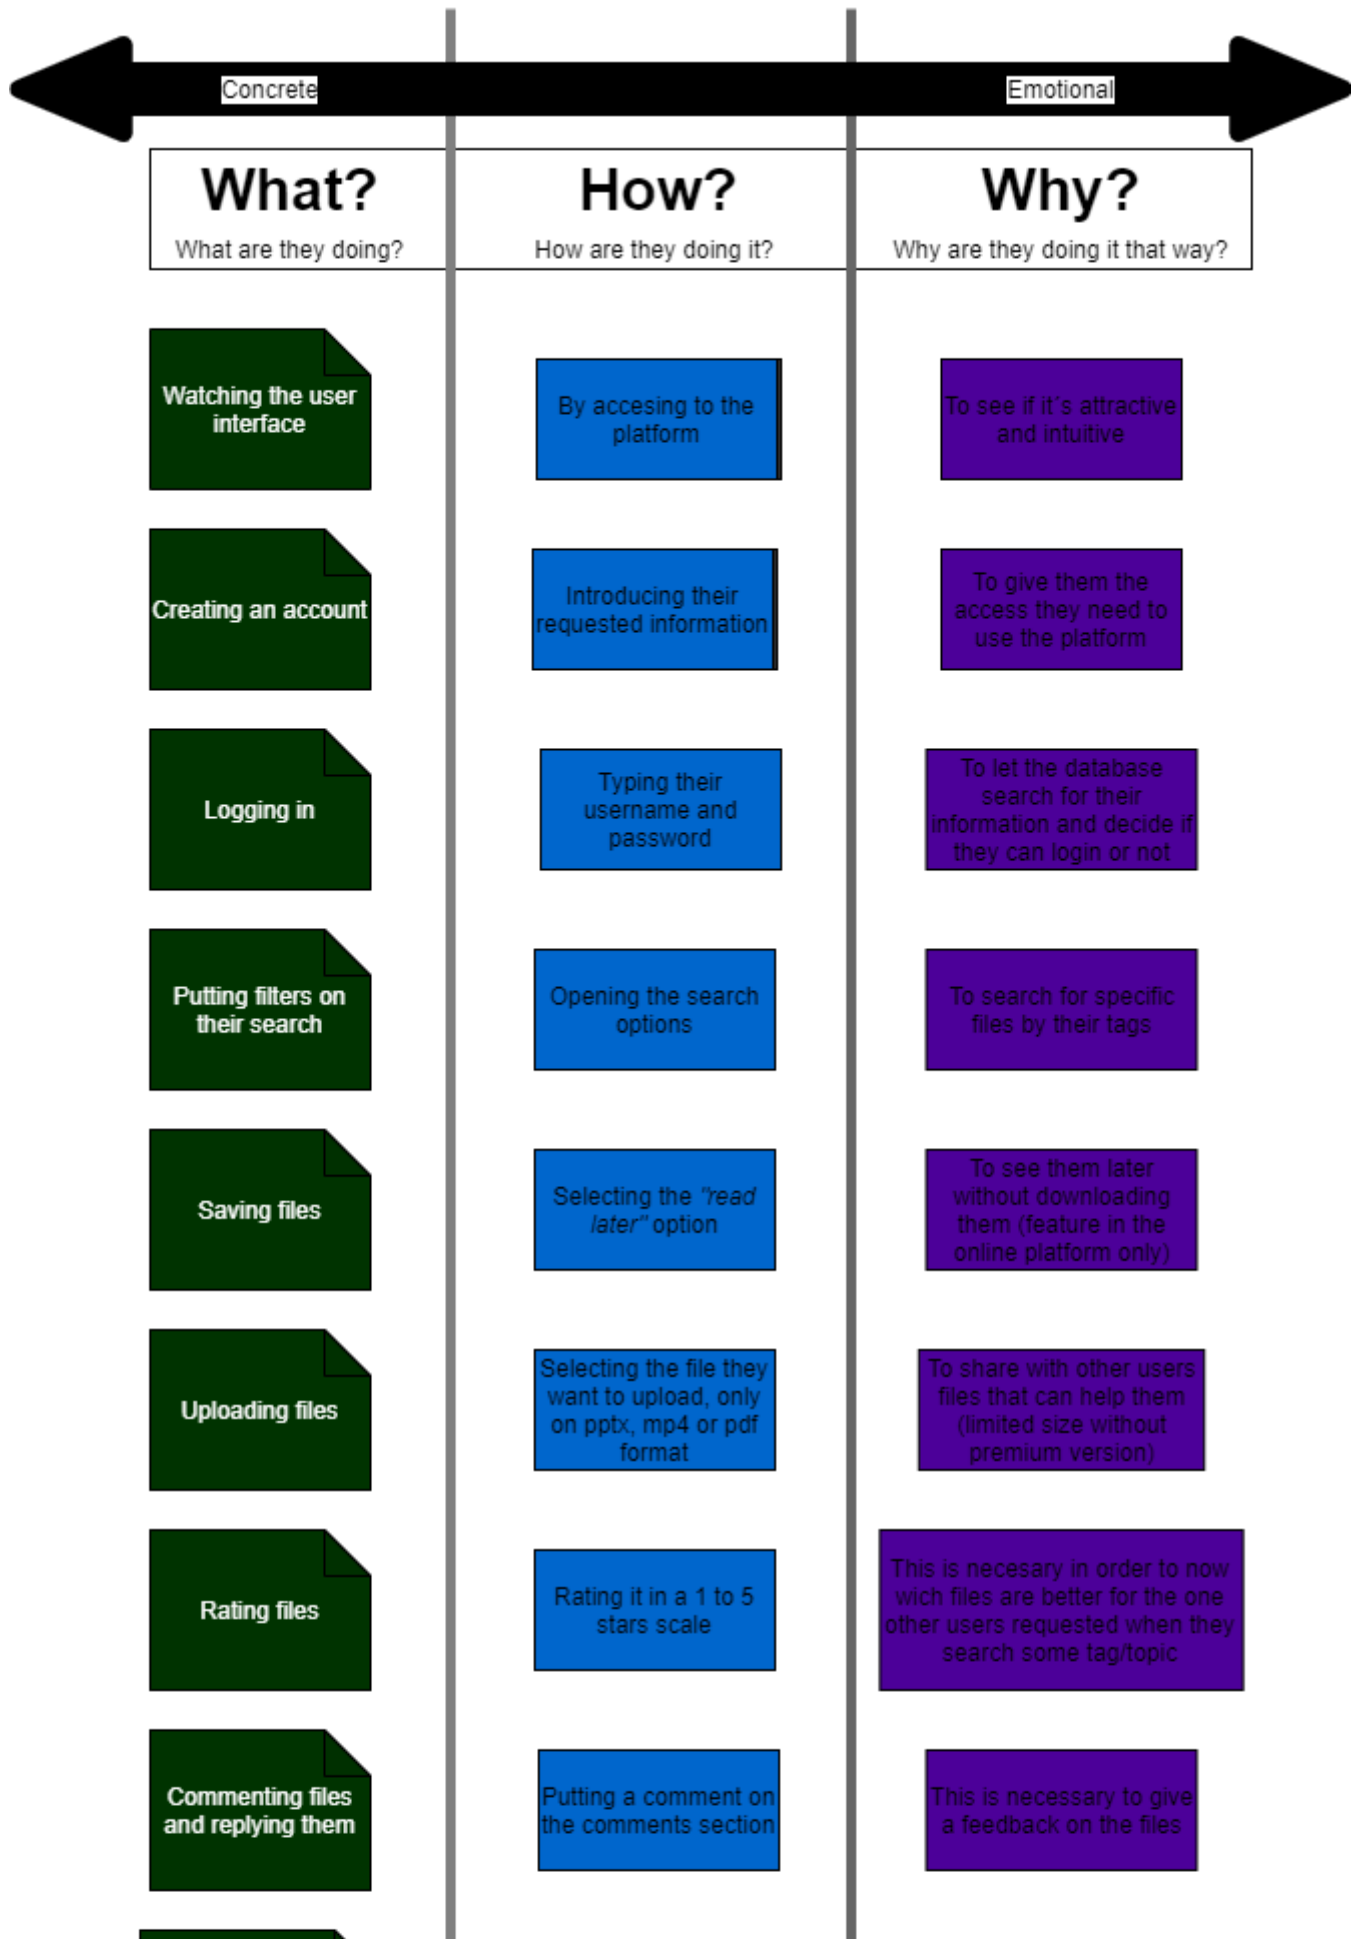 Concrete
Emotional
What?
How?
Why?
What are they doing?
How are they doing it?
Why are they doing it that way?
Watching the user
interface
By accesing to the
platform
To see if it´s attractive
and intuitive
Creating an account
Introducing their
requested information
To give them the
access they need to
use the platform
Logging in
Typing their
username and
password
To let the database
search for their
information and decide if
they can login or not
Putting filters on
their search
Opening the search
options
To search for specific
files by their tags
Saving files
Selecting the "read
later" option
To see them later
without downloading
them (feature in the
online platform only)
Uploading files
Selecting the file they
want to upload, only
on pptx, mp4 or pdf
format
To share with other users
files that can help them
(limited size without
premium version)
Rating files
Rating it in a 1 to 5
stars scale
This is necesary in order to now
wich files are better for the one
other users requested when they
search some tag/topic
Commenting files
and replying them
Putting a comment on
the comments section
This is necessary to give
a feedback on the files